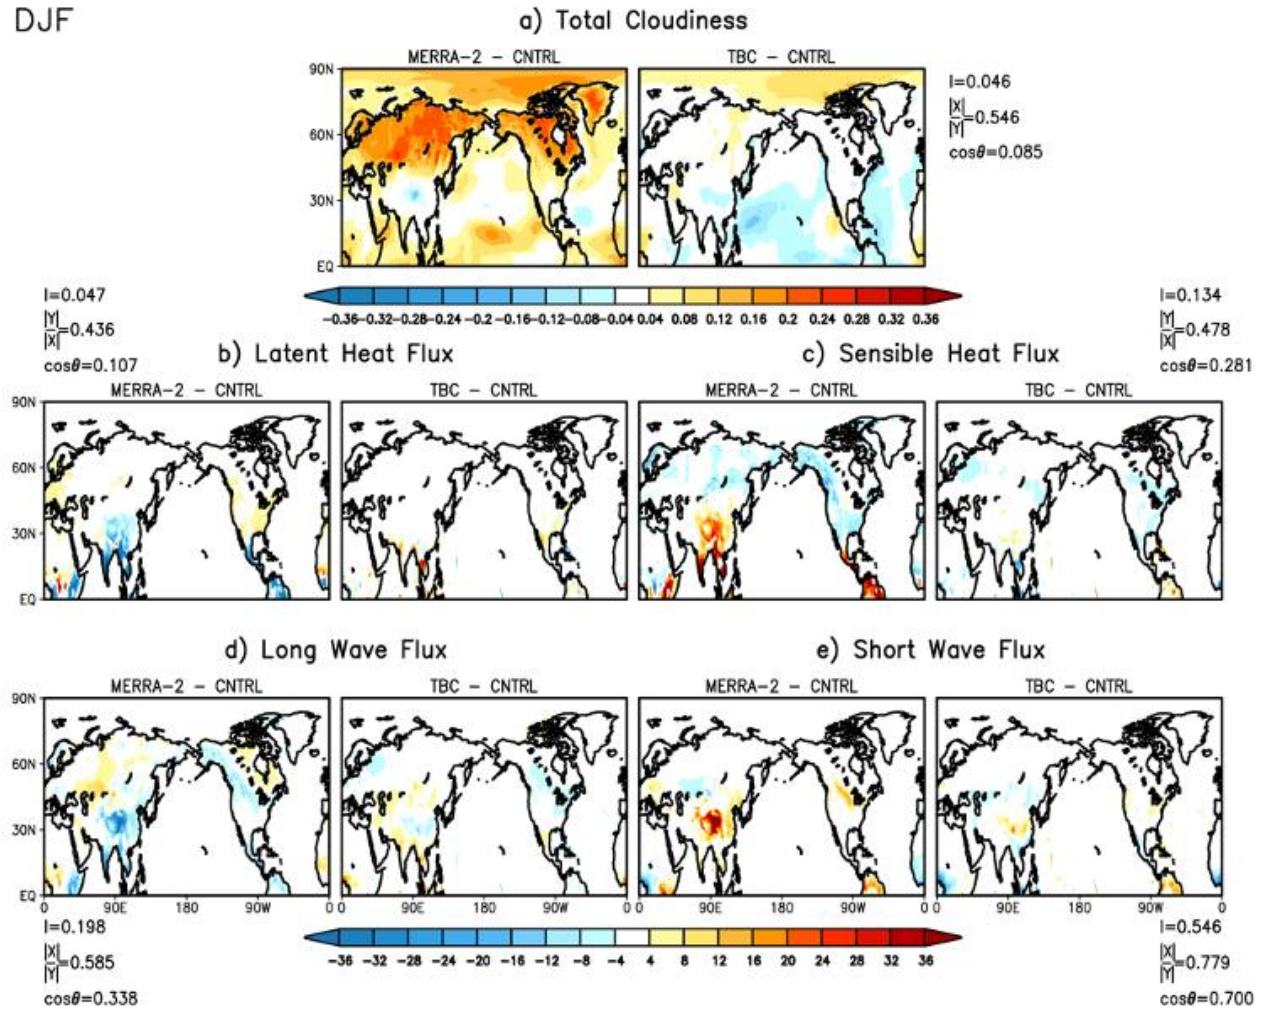 DJF
a) Total Cloudiness
MERRA-2 – CNTRL
TBC – CNTRL
90N
60N
30N
EQ
I=0.046
|X|
|Y|=0.546
cosθ=0.085
-0.36-0.32-0.28-0.24 -0.2 -0.16-0.12-0.08-0.04 0.04 0.08 0.12 0.16 0.2 0.24 0.28 0.32 0.36
I=0.047
|Y|
|X|=0.436
cosθ=0.107
I=0.134
|Y|
|X|=0.478
cosθ=0.281
b) Latent Heat Flux
c) Sensible Heat Flux
MERRA-2 – CNTRL
TBC – CNTRL
MERRA-2 – CNTRL
TBC – CNTRL
90N
60N
30N
EQ
d) Long Wave Flux
e) Short Wave Flux
MERRA-2 – CNTRL
TBC – CNTRL
MERRA-2 – CNTRL
TBC – CNTRL
90N
60N
30N
EQ
0 90E 180 90W 0 0 90E 180 90W 0 0 90E 180 90W 0 0 90E 180 90W 0
I=0.198
|X|
|Y|=0.585
cosθ=0.338
-36 -32 -28 -24 -20 -16 -12 -8 -4 4 8 12 16 20 24 28 32 36
I=0.546
|X|
|Y|=0.779
cosθ=0.700